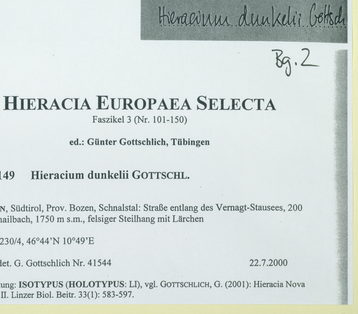 Hieracium dunkelii Gottsch
Bg. 2
HIERACIA EUROPAEA SELECTA
Faszikel 3 (Nr. 101-150)
ed.: Günter Gottschlich, Tübingen
149 Hieracium dunkelii GOTTSCHL.
N, Südtirol, Prov. Bozen, Schnalstal: Straße entlang des Vernagt-Stausees, 200
nailbach, 1750 m s.m., felsiger Steilhang mit Lärchen
230/4, 46°44'N 10°49'E
det. G. Gottschlich Nr. 41544 22.7.2000
ung: ISOTYPUS (HOLOTYPUS: LI), vgl. GOTTSCHLICH, G. (2001): Hieracia Nova
II. Linzer Biol. Beitr. 33(1): 583-597.